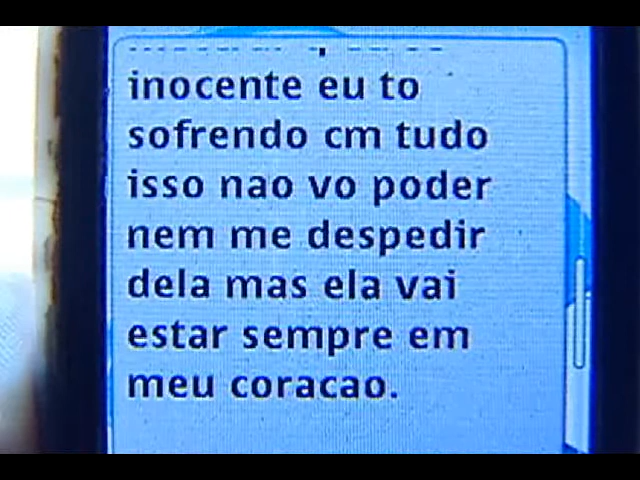 inocente eu to
sofrendo cm tudo
isso nao vo poder
nem me despedir
dela mas ela vai
estar sempre em
meu coracao.